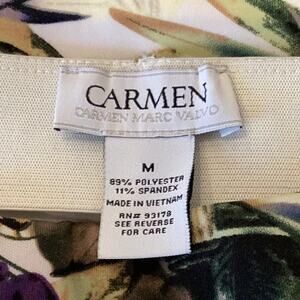 CARMEN
CARMEN MARC VALVO
M
89% POLYESTER
11% SPANDEX
MADE IN VIETNAM
RN# 93178
SEE REVERSE
FOR CARE